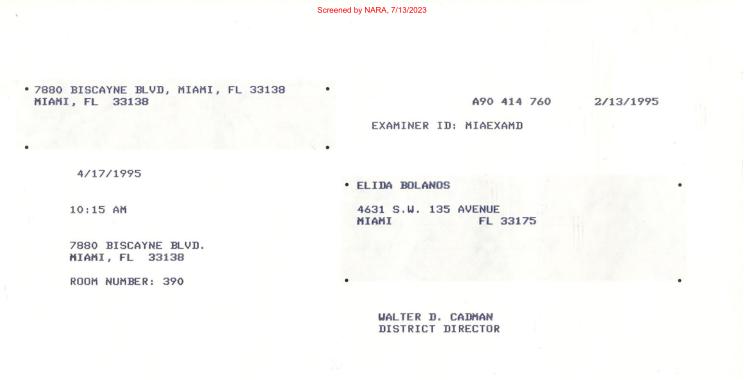 Screened by NARA, 7/13/2023
7880 BISCAYNE BLVD, MIAMI, FL 33138
MIAMI, FL 33138
A90 414 760 2/13/1995
EXAMINER ID: MIAEXAMD
4/17/1995
ELIDA BOLANOS
10:15 AM
4631 S.W. 135 AVENUE
MIAMI FL 33175
7880 BISCAYNE BLVD.
MIAMI, FL 33138
ROOM NUMBER: 390
WALTER D. CADMAN
DISTRICT DIRECTOR